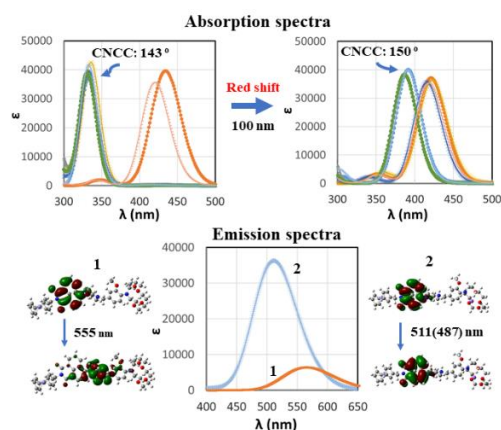 Absorption spectra
CNCC: 143 °
50000
40000
30000
20000
10000
0
ε
300 350 400 450 500
λ (nm)
Red shift
100 nm
CNCC: 150°
50000
40000
30000
20000
10000
0
ε
300 350 400 450 500
λ (nm)
Emission spectra
1
555 nm
40000
30000
20000
10000
0
ε
2
1
400 450 500 550 600 650
λ (nm)
2
511(487) nm